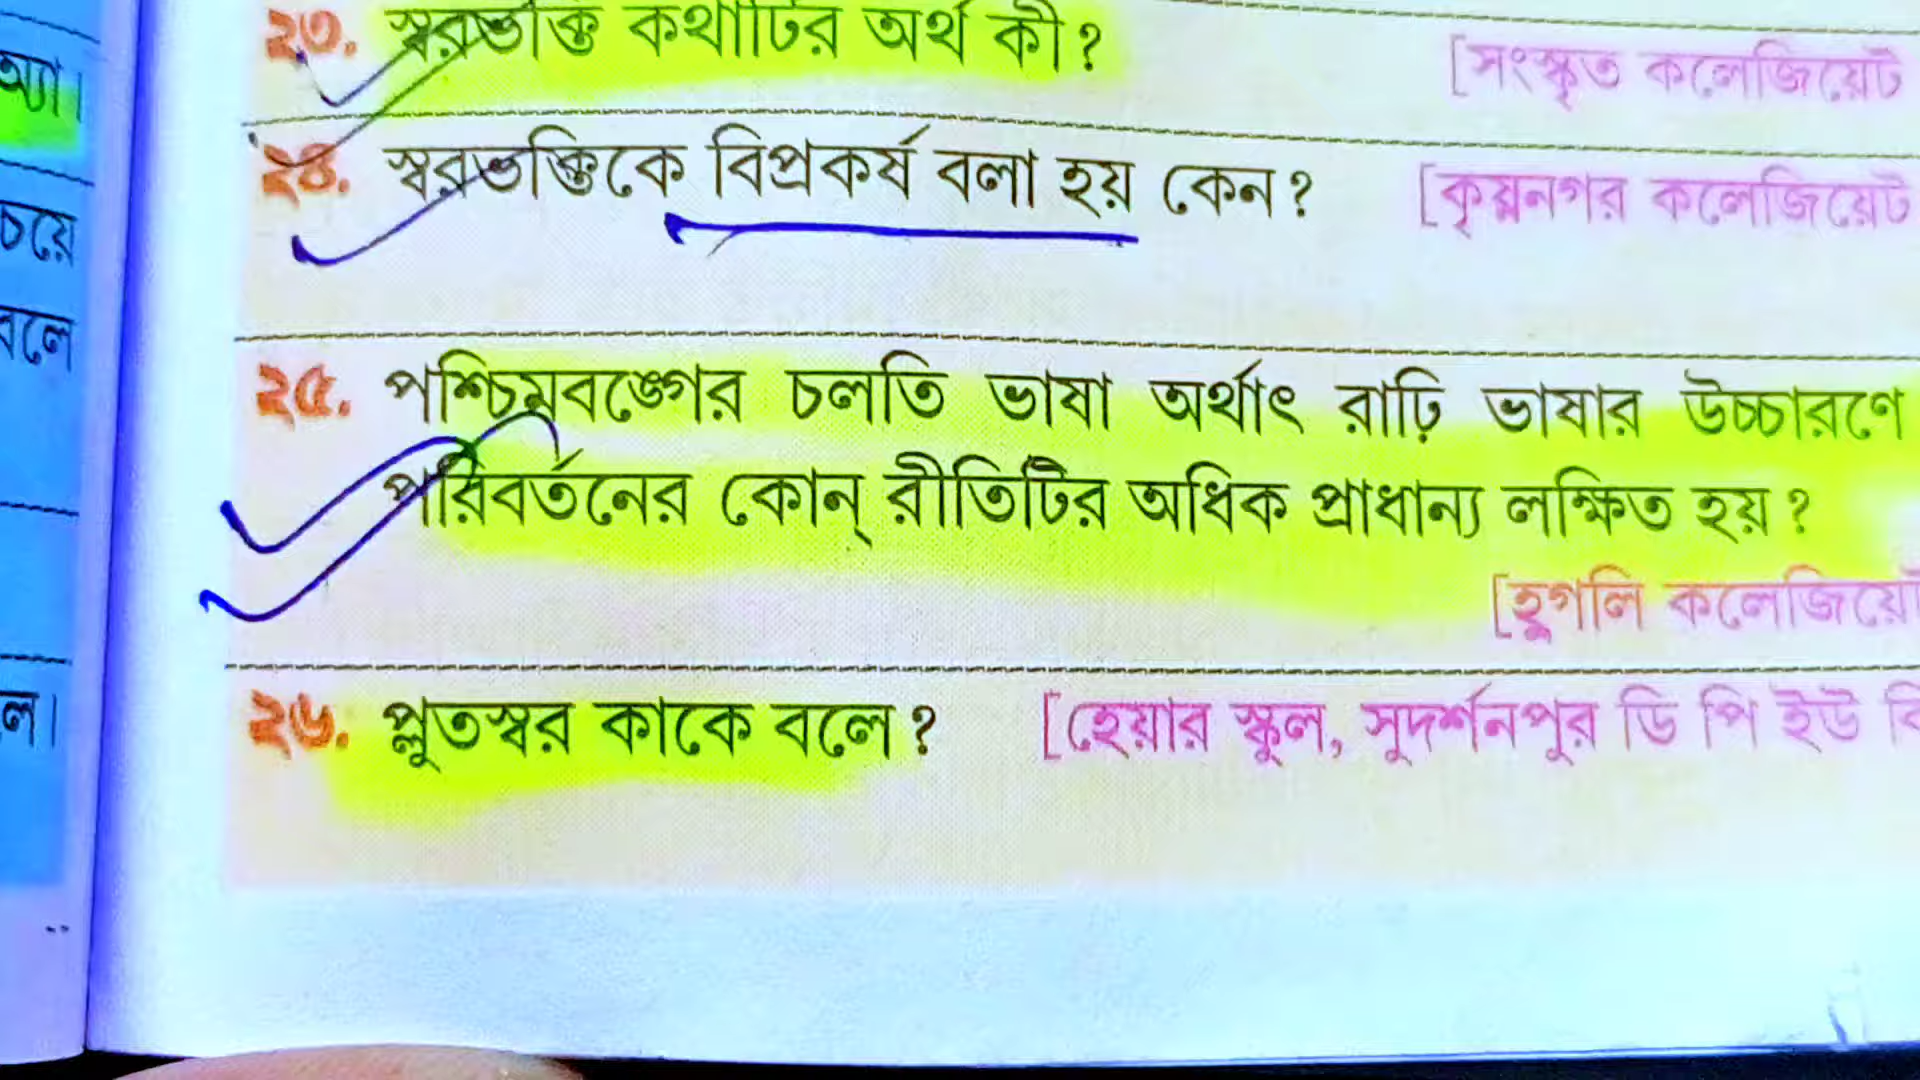 অ্যা।
চয়ে
বলে
২৩. স্বরভক্তি কথাটির অর্থ কী? [সংস্কৃত কলেজিয়েট
২৪. স্বরভক্তিকে বিপ্রকর্ষ বলা হয় কেন? [কৃষ্ণনগর কলেজিয়েট
২৫. পশ্চিমবঙ্গের চলতি ভাষা অর্থাৎ রাঢ়ি ভাষার উচ্চারণে
পরিবর্তনের কোন্ রীতিটির অধিক প্রাধান্য লক্ষিত হয়?
[হুগলি কলেজিয়ে
২৬. প্লুতস্বর কাকে বলে? [হেয়ার স্কুল, সুদর্শনপুর ডি পি ইউ বি